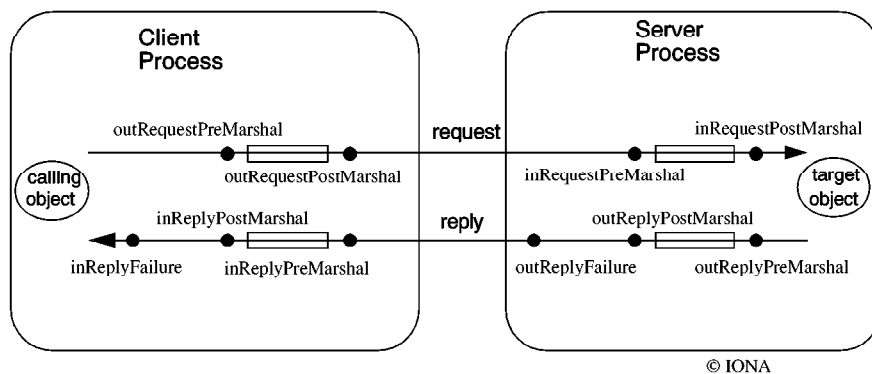 Client
Process
Server
Process
outRequestPreMarshal
request
inRequestPostMarshal
calling
object
outRequestPostMarshal
inRequestPreMarshal
target
object
inReplyPostMarshal
reply
outReplyPostMarshal
inReplyFailure
inReplyPreMarshal
outReplyFailure
outReplyPreMarshal
© IONA